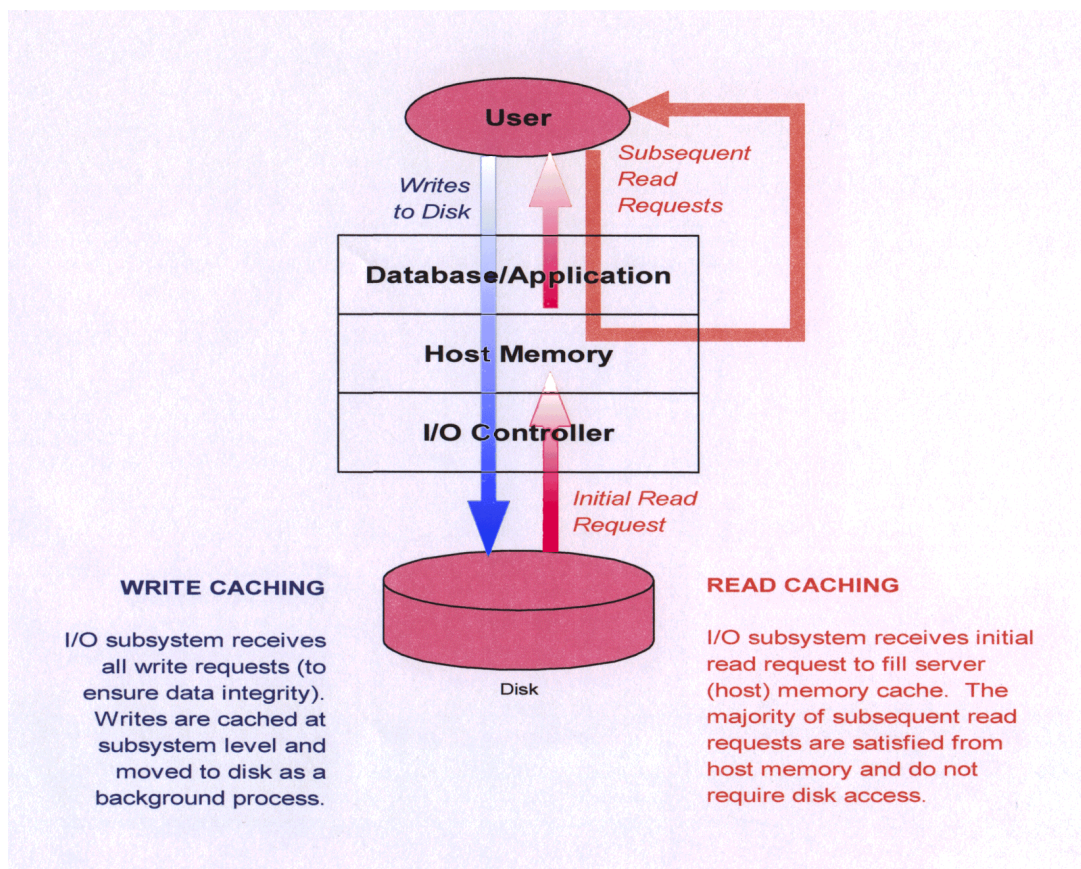 User
Subsequent
Read
Requests
Writes
to Disk
Database/Application
Host Memory
I/O Controller
Initial Read
Request
Disk
WRITE CACHING
I/O subsystem receives
all write requests (to
ensure data integrity).
Writes are cached at
subsystem level and
moved to disk as a
background process.
READ CACHING
I/O subsystem receives initial
read request to fill server
(host) memory cache.  The
majority of subsequent read
requests are satisfied from
host memory and do not
require disk access.